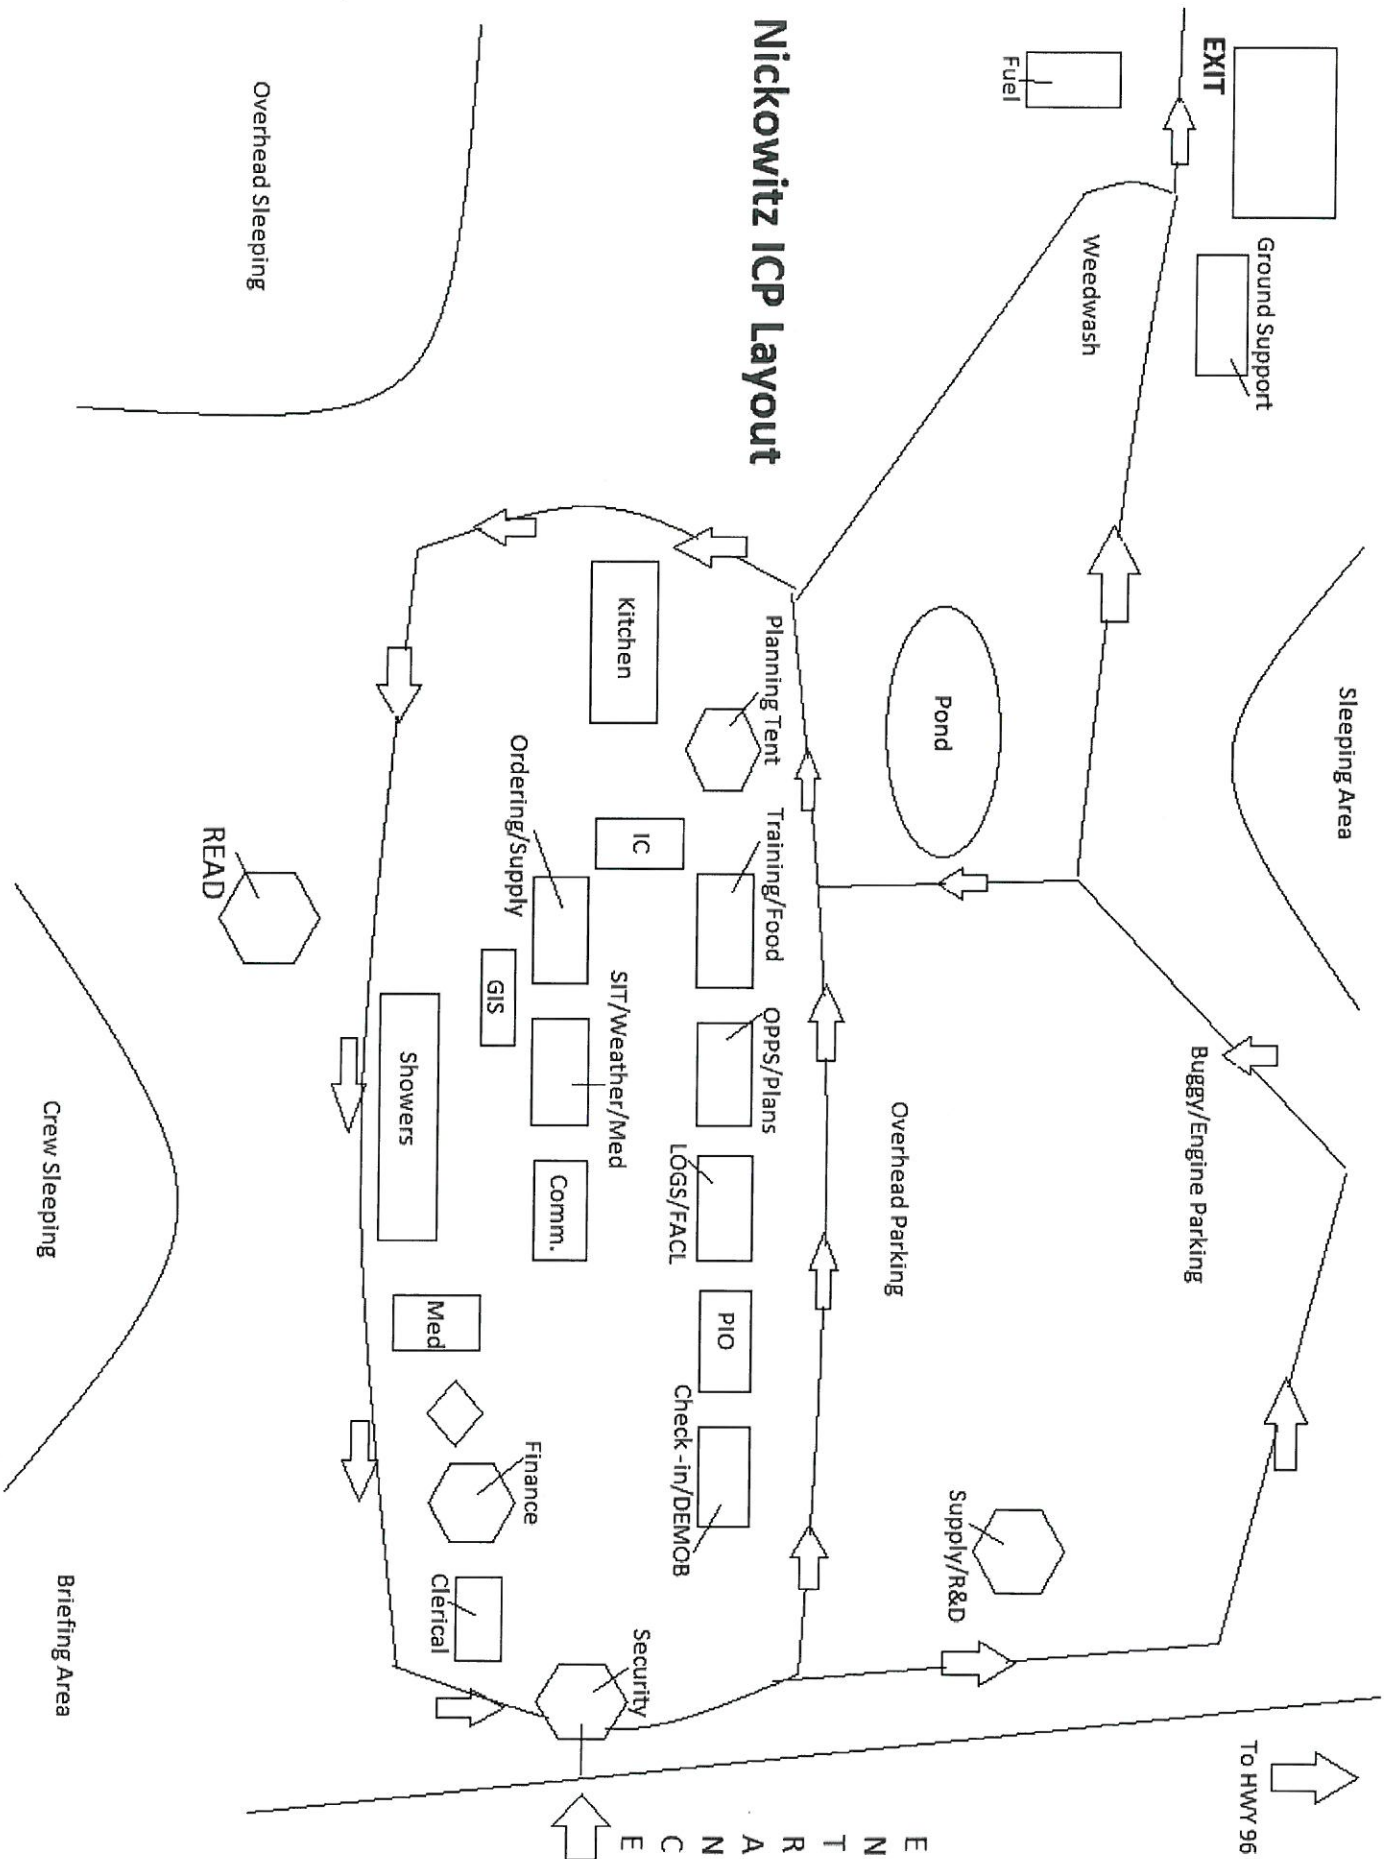 Sleeping Area
Ground Support
To HWY 96
EXIT
Buggy/Engine Parking
Weedwash
Fuel
Supply/R&D
Pond
Overhead Parking
E
N
T
R
A
N
C
E
Nickowitz ICP Layout
Planning Tent
Training/Food
OPPS/Plans
LOGS/FACL
PIO
Check-in/DEMOB
Kitchen
IC
SIT/Weather/Med
Security
Ordering/Supply
Comm.
Finance
GIS
Showers
Med
Clerical
Overhead Sleeping
READ
Crew Sleeping
Briefing Area